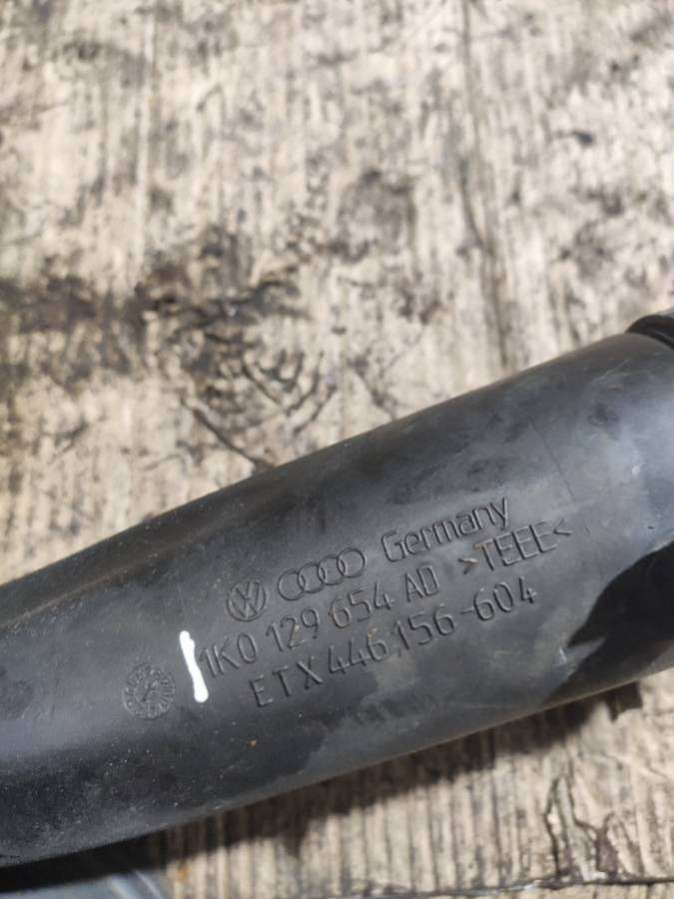 Germany
1K0 129 654 AD >TEEE<
ETX 446 156-604